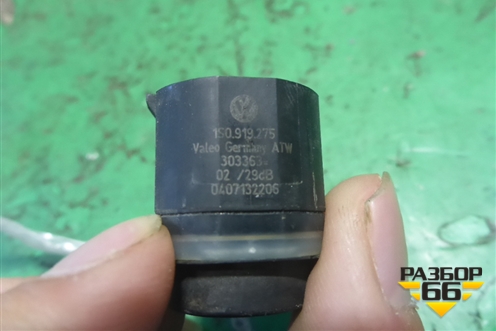 1S0.919.275
Valeo Germany ATW
303363
02 /29dB
0407132206
РАЗБОР
66